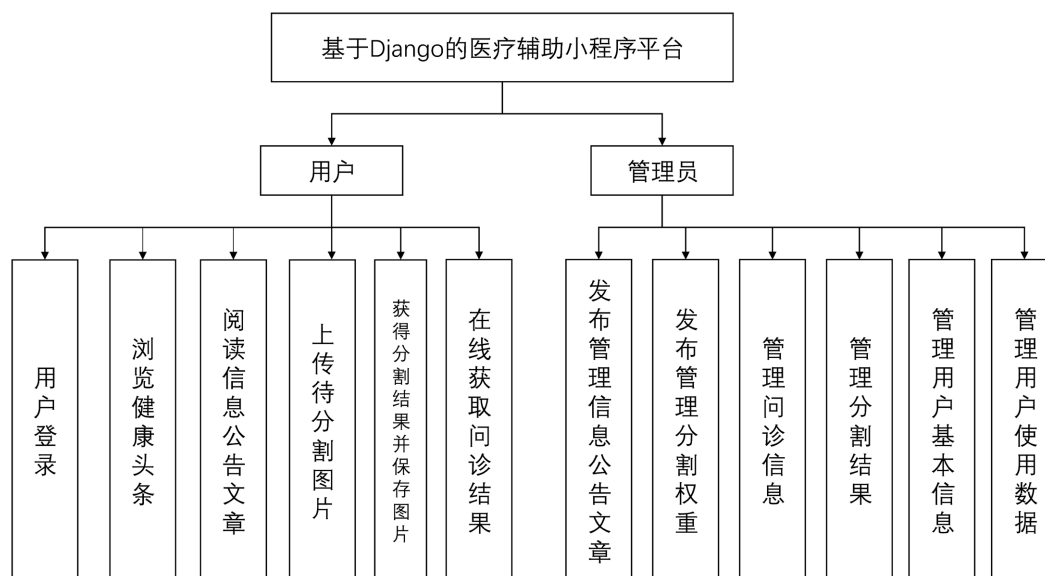 基于Django的医疗辅助小程序平台
用户
管理员
用户登录
浏览健康头条
阅读信息公告文章
上传待分割图片
获得分割结果并保存图片
在线获取问诊结果
发布管理信息公告文章
发布管理分割权重
管理问诊信息
管理分割结果
管理用户基本信息
管理用户使用数据